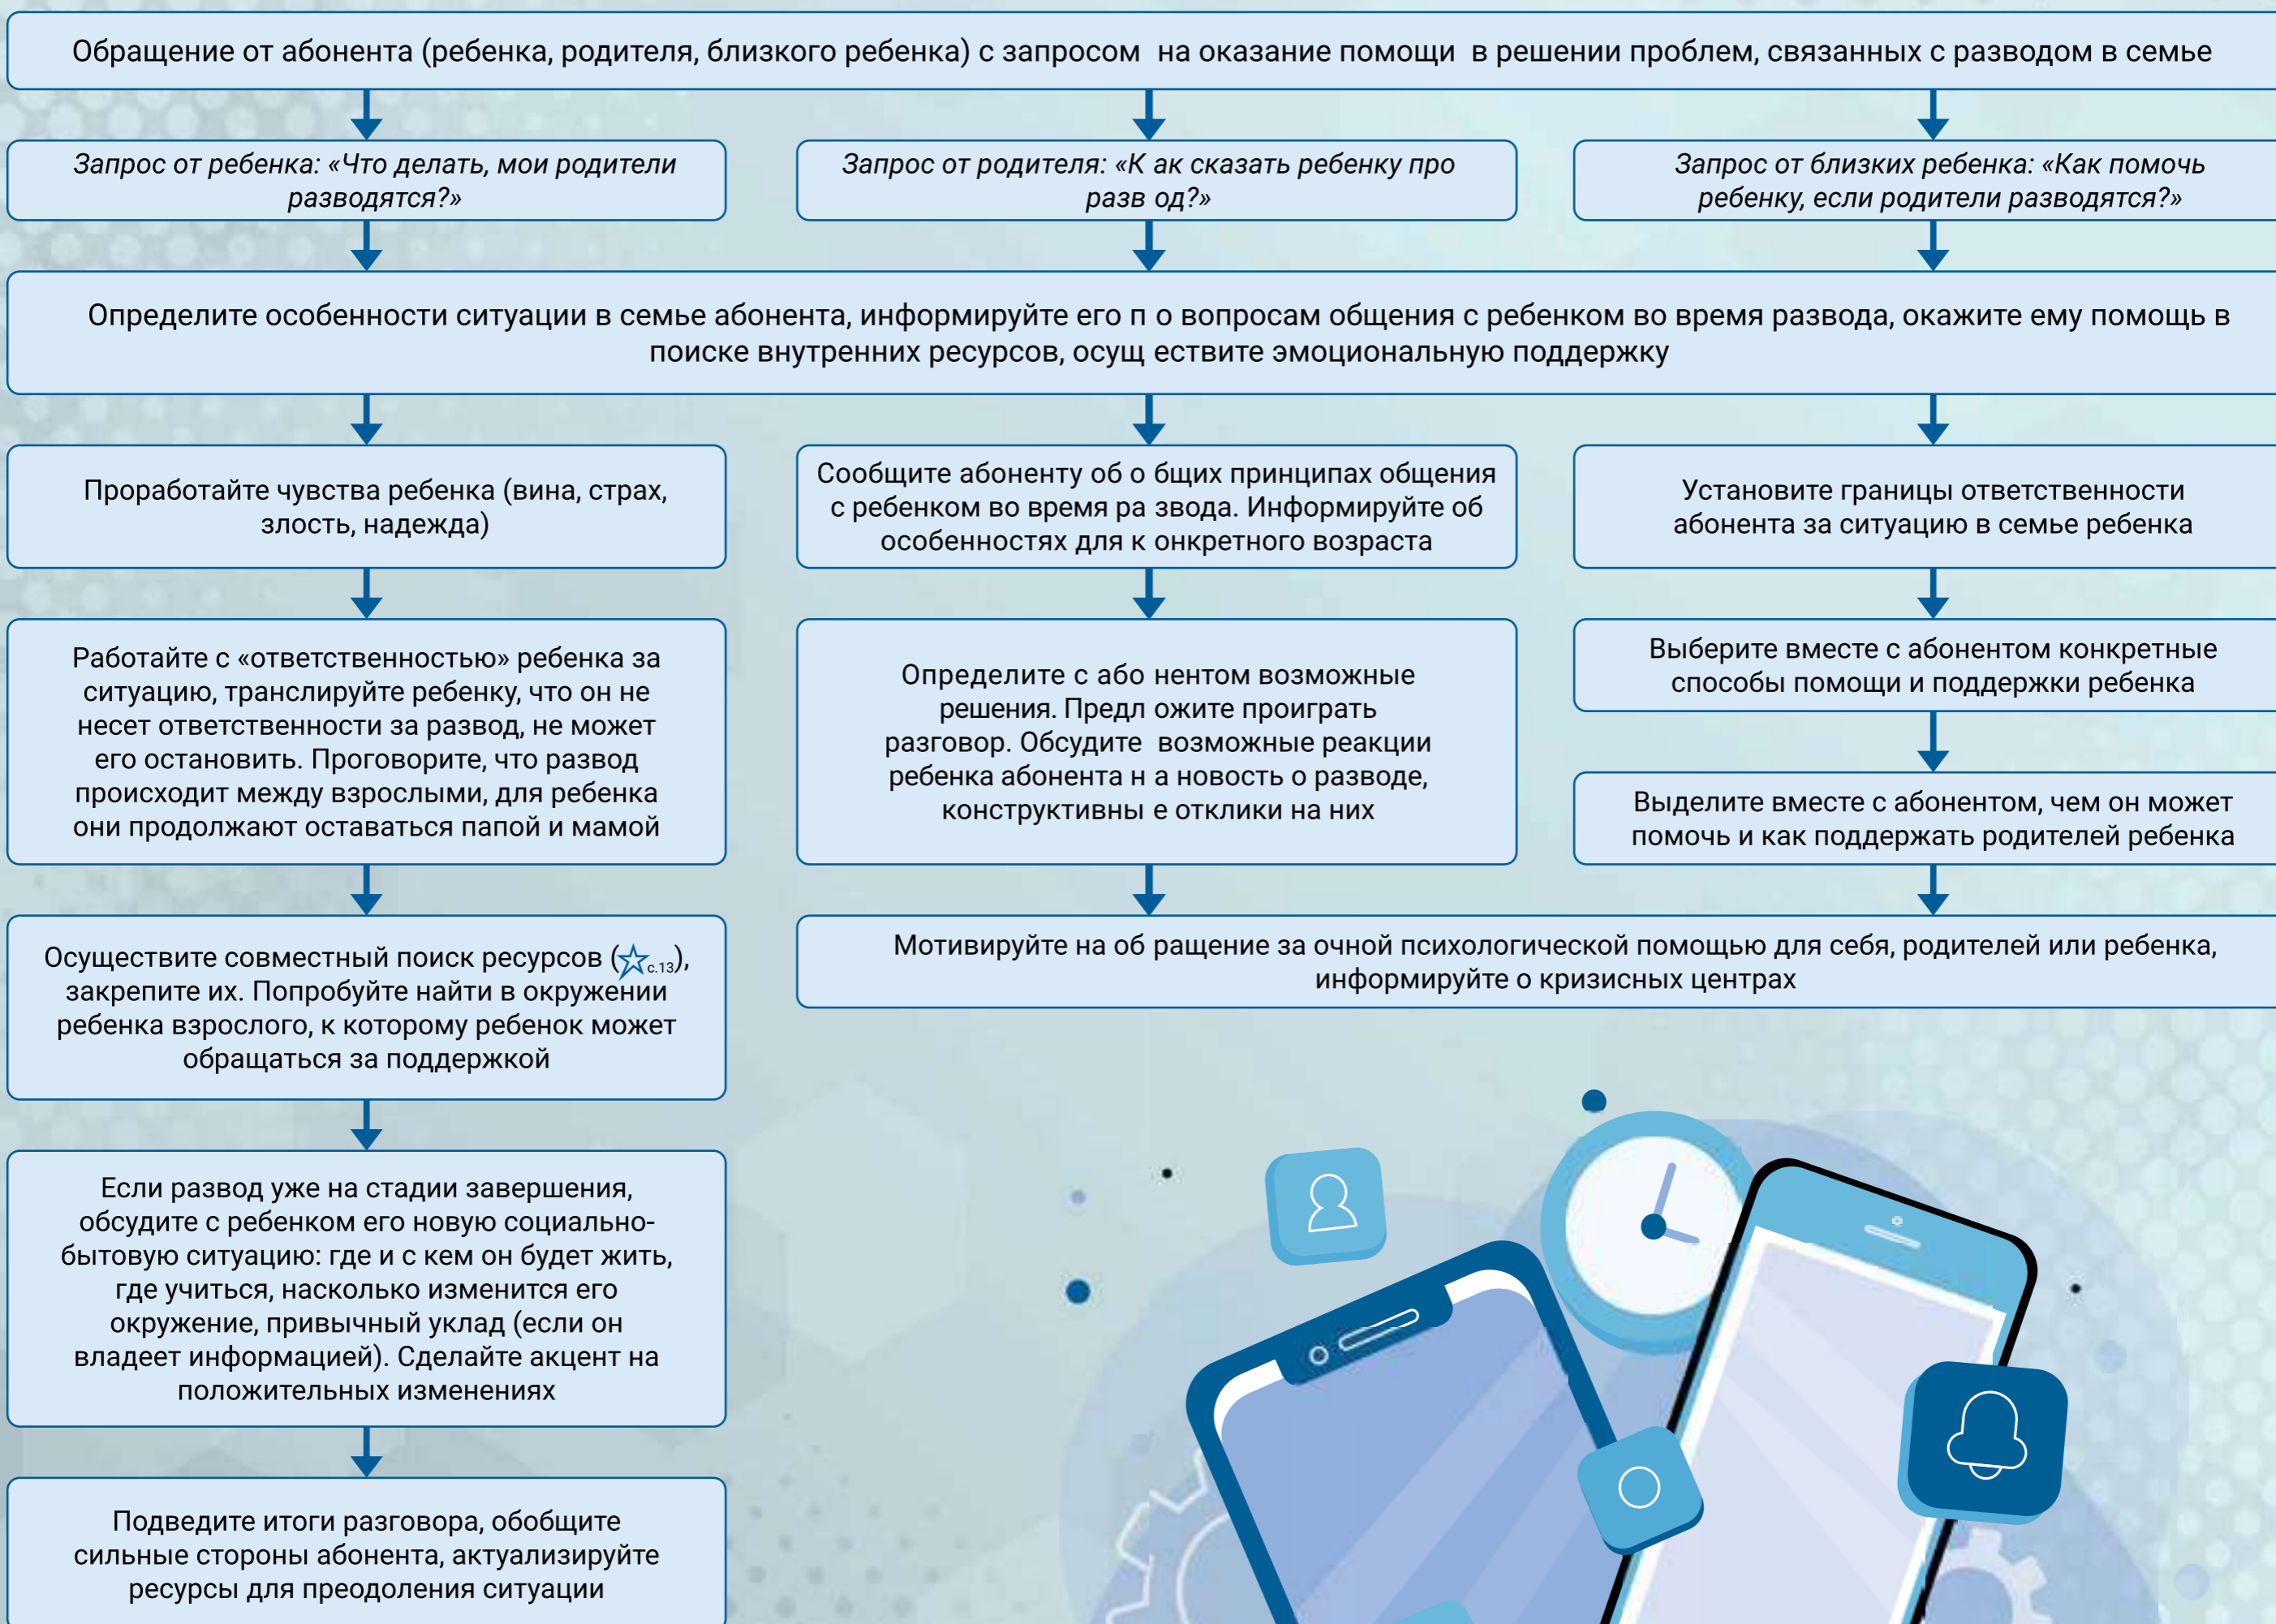 Обращение от абонента (ребенка, родителя, близкого ребенка) с запросом  на оказание помощи  в решении проблем, связанных с разводом в семье
Запрос от ребенка: «Что делать, мои родители
разводятся?»
Запрос от родителя: «К ак сказать ребенку про
разв од?»
Запрос от близких ребенка: «Как помочь
ребенку, если родители разводятся?»
Определите особенности ситуации в семье абонента, информируйте его п о вопросам общения с ребенком во время развода, окажите ему помощь в
поиске внутренних ресурсов, осущ ествите эмоциональную поддержку
Проработайте чувства ребенка (вина, страх,
злость, надежда)
Работайте с «ответственностью» ребенка за
ситуацию, транслируйте ребенку, что он не
несет ответственности за развод, не может
его остановить. Проговорите, что развод
происходит между взрослыми, для ребенка
они продолжают оставаться папой и мамой
Осуществите совместный поиск ресурсов (с.13),
закрепите их. Попробуйте найти в окружении
ребенка взрослого, к которому ребенок может
обращаться за поддержкой
Если развод уже на стадии завершения,
обсудите с ребенком его новую социально-
бытовую ситуацию: где и с кем он будет жить,
где учиться, насколько изменится его
окружение, привычный уклад (если он
владеет информацией). Сделайте акцент на
положительных изменениях
Подведите итоги разговора, обобщите
сильные стороны абонента, актуализируйте
ресурсы для преодоления ситуации
Сообщите абоненту об о бщих принципах общения
с ребенком во время ра звода. Информируйте об
особенностях для к онкретного возраста
Определите с або нентом возможные
решения. Предл ожите проиграть
разговор. Обсудите  возможные реакции
ребенка абонента н а новость о разводе,
конструктивны е отклики на них
Установите границы ответственности
абонента за ситуацию в семье ребенка
Выберите вместе с абонентом конкретные
способы помощи и поддержки ребенка
Выделите вместе с абонентом, чем он может
помочь и как поддержать родителей ребенка
Мотивируйте на об ращение за очной психологической помощью для себя, родителей или ребенка,
информируйте о кризисных центрах